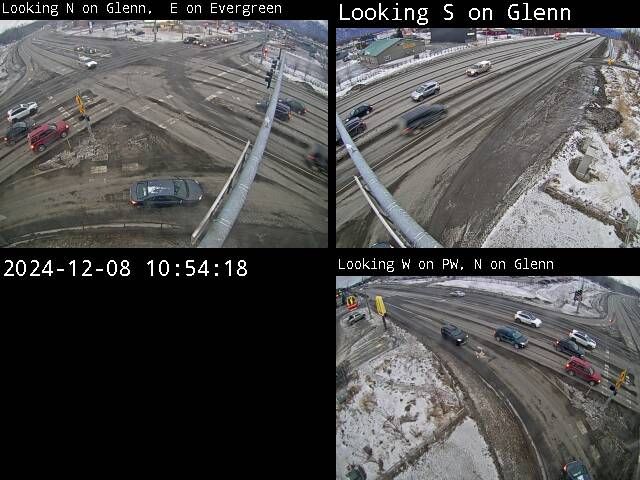 Looking N on Glenn,  E on Evergreen
Looking S on Glenn
2024-12-08 10:54:18
Looking W on PW, N on Glenn